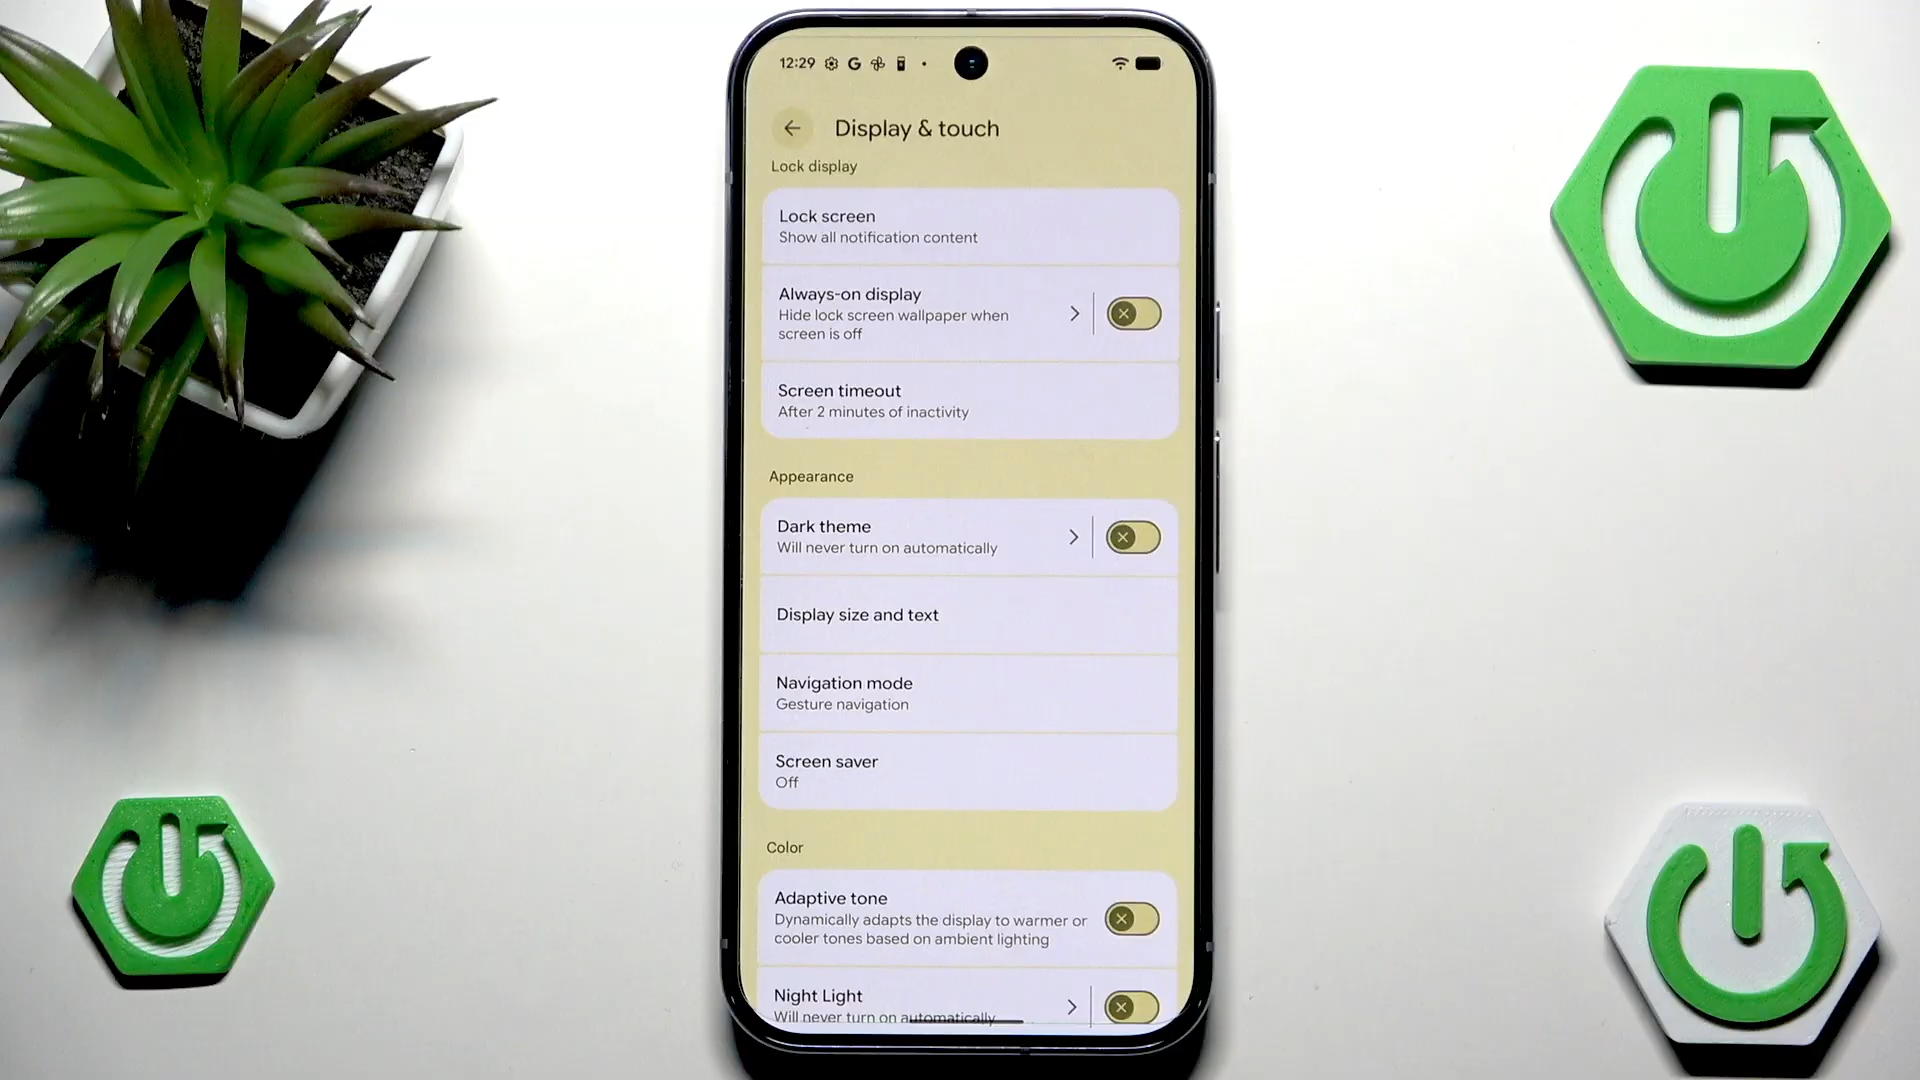 12:29
Display & touch
Lock display
Lock screen
Show all notification content
Always-on display
Hide lock screen wallpaper when
screen is off
Screen timeout
After 2 minutes of inactivity
Appearance
Dark theme
Will never turn on automatically
Display size and text
Navigation mode
Gesture navigation
Screen saver
Off
Color
Adaptive tone
Dynamically adapts the display to warmer or
cooler tones based on ambient lighting
Night Light
Will never turn on automatically